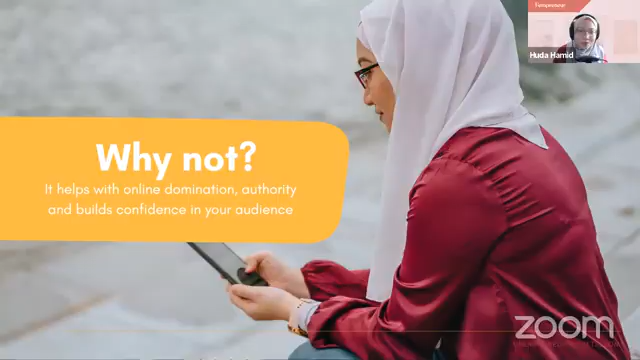 Why not?
It helps with online domination, authority
and builds confidence in your audience
Huda Hamid
zoom